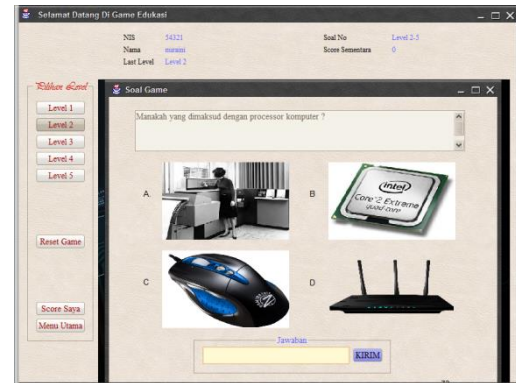 Selamat Datang Di Game Edukasi
NIS 54321 Soal No Level 2-5
Nama Score Sementara 0
Last Level Level 2
Pilihan Level
Level 1
Level 2
Level 3
Level 4
Level 5
Reset Game
Score Saya
Menu Utama
Soal Game
Manakah yang dimaksud dengan processor komputer ?
A.
B
intel
Core™2 Extreme
quad-core
C
D
Jawaban
KIRIM